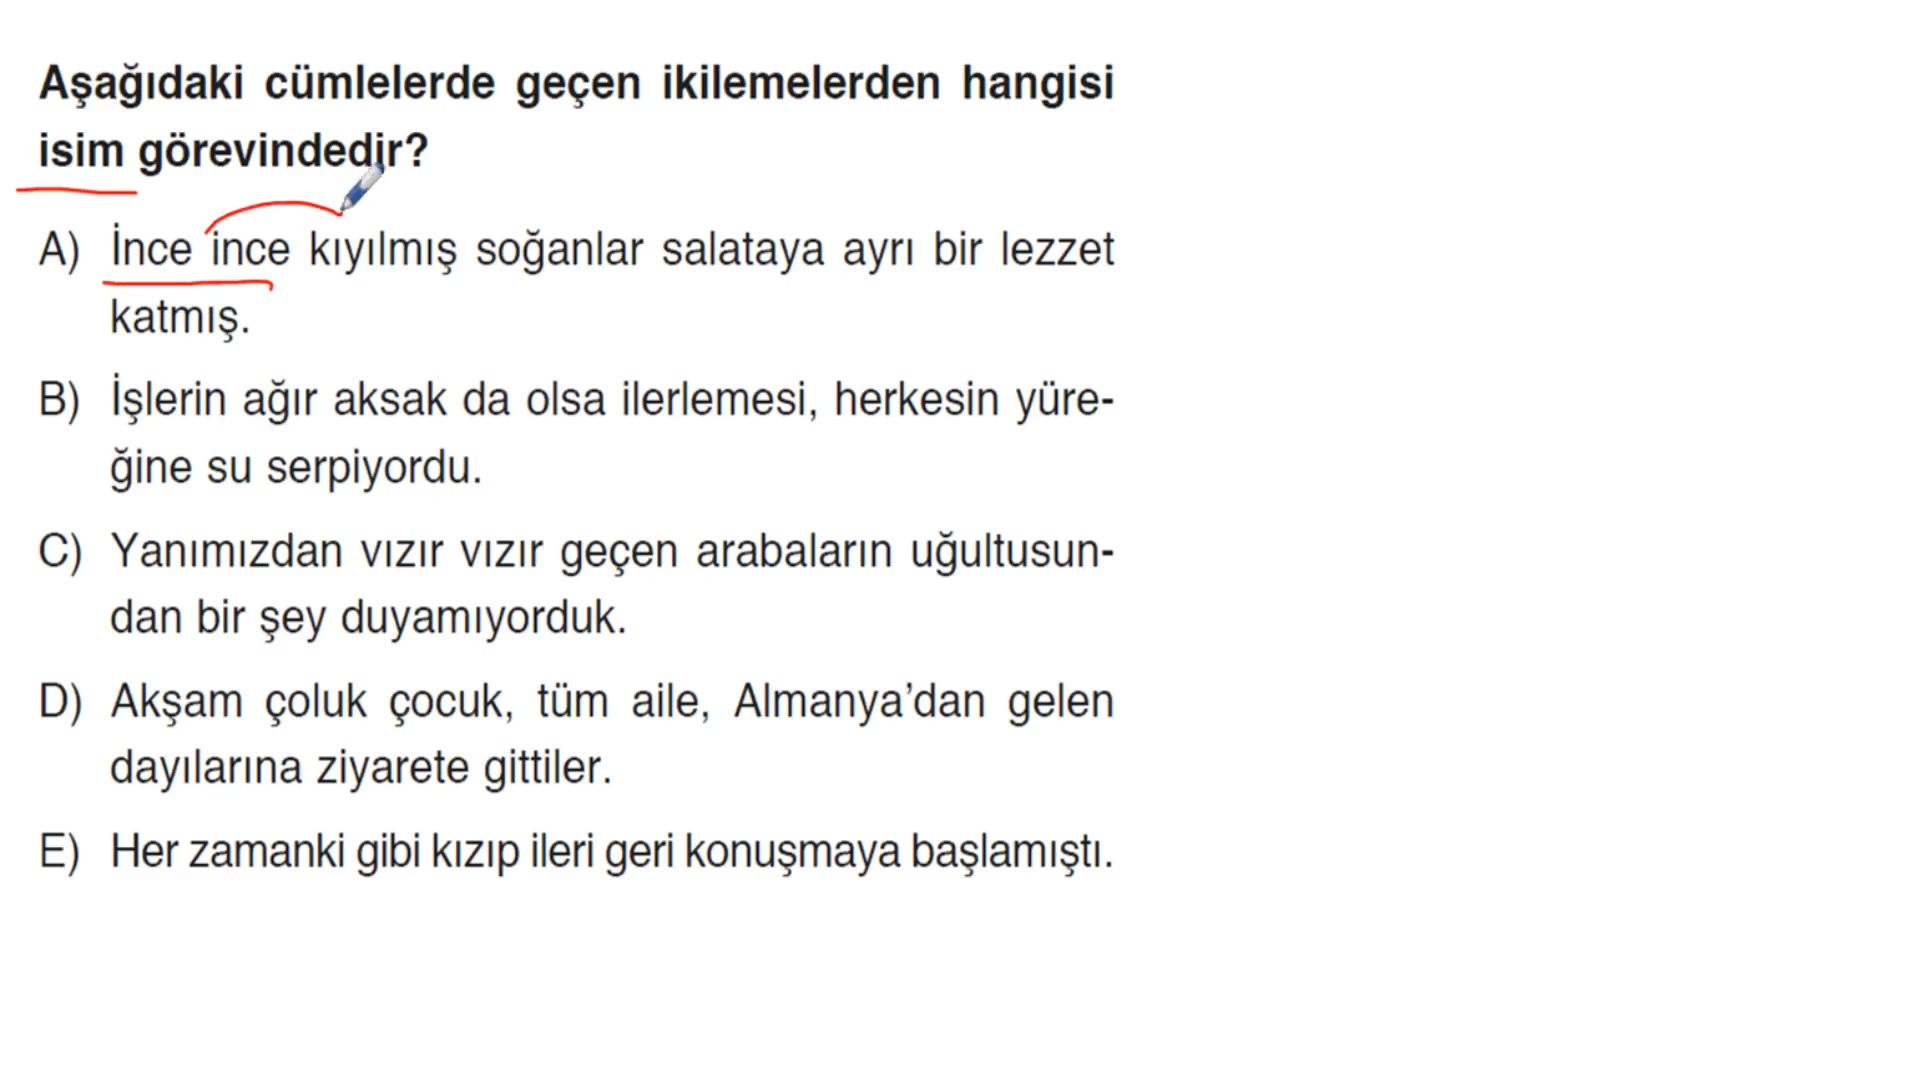 Aşağıdaki cümlelerde geçen ikilemelerden hangisi
isim görevindedir?
A) İnce ince kıyılmış soğanlar salataya ayrı bir lezzet
katmış.
B) İşlerin ağır aksak da olsa ilerlemesi, herkesin yüre-
ğine su serpiyordu.
C) Yanımızdan vızır vızır geçen arabaların uğultusun-
dan bir şey duyamıyorduk.
D) Akşam çoluk çocuk, tüm aile, Almanya’dan gelen
dayılarına ziyarete gittiler.
E) Her zamanki gibi kızıp ileri geri konuşmaya başlamıştı.